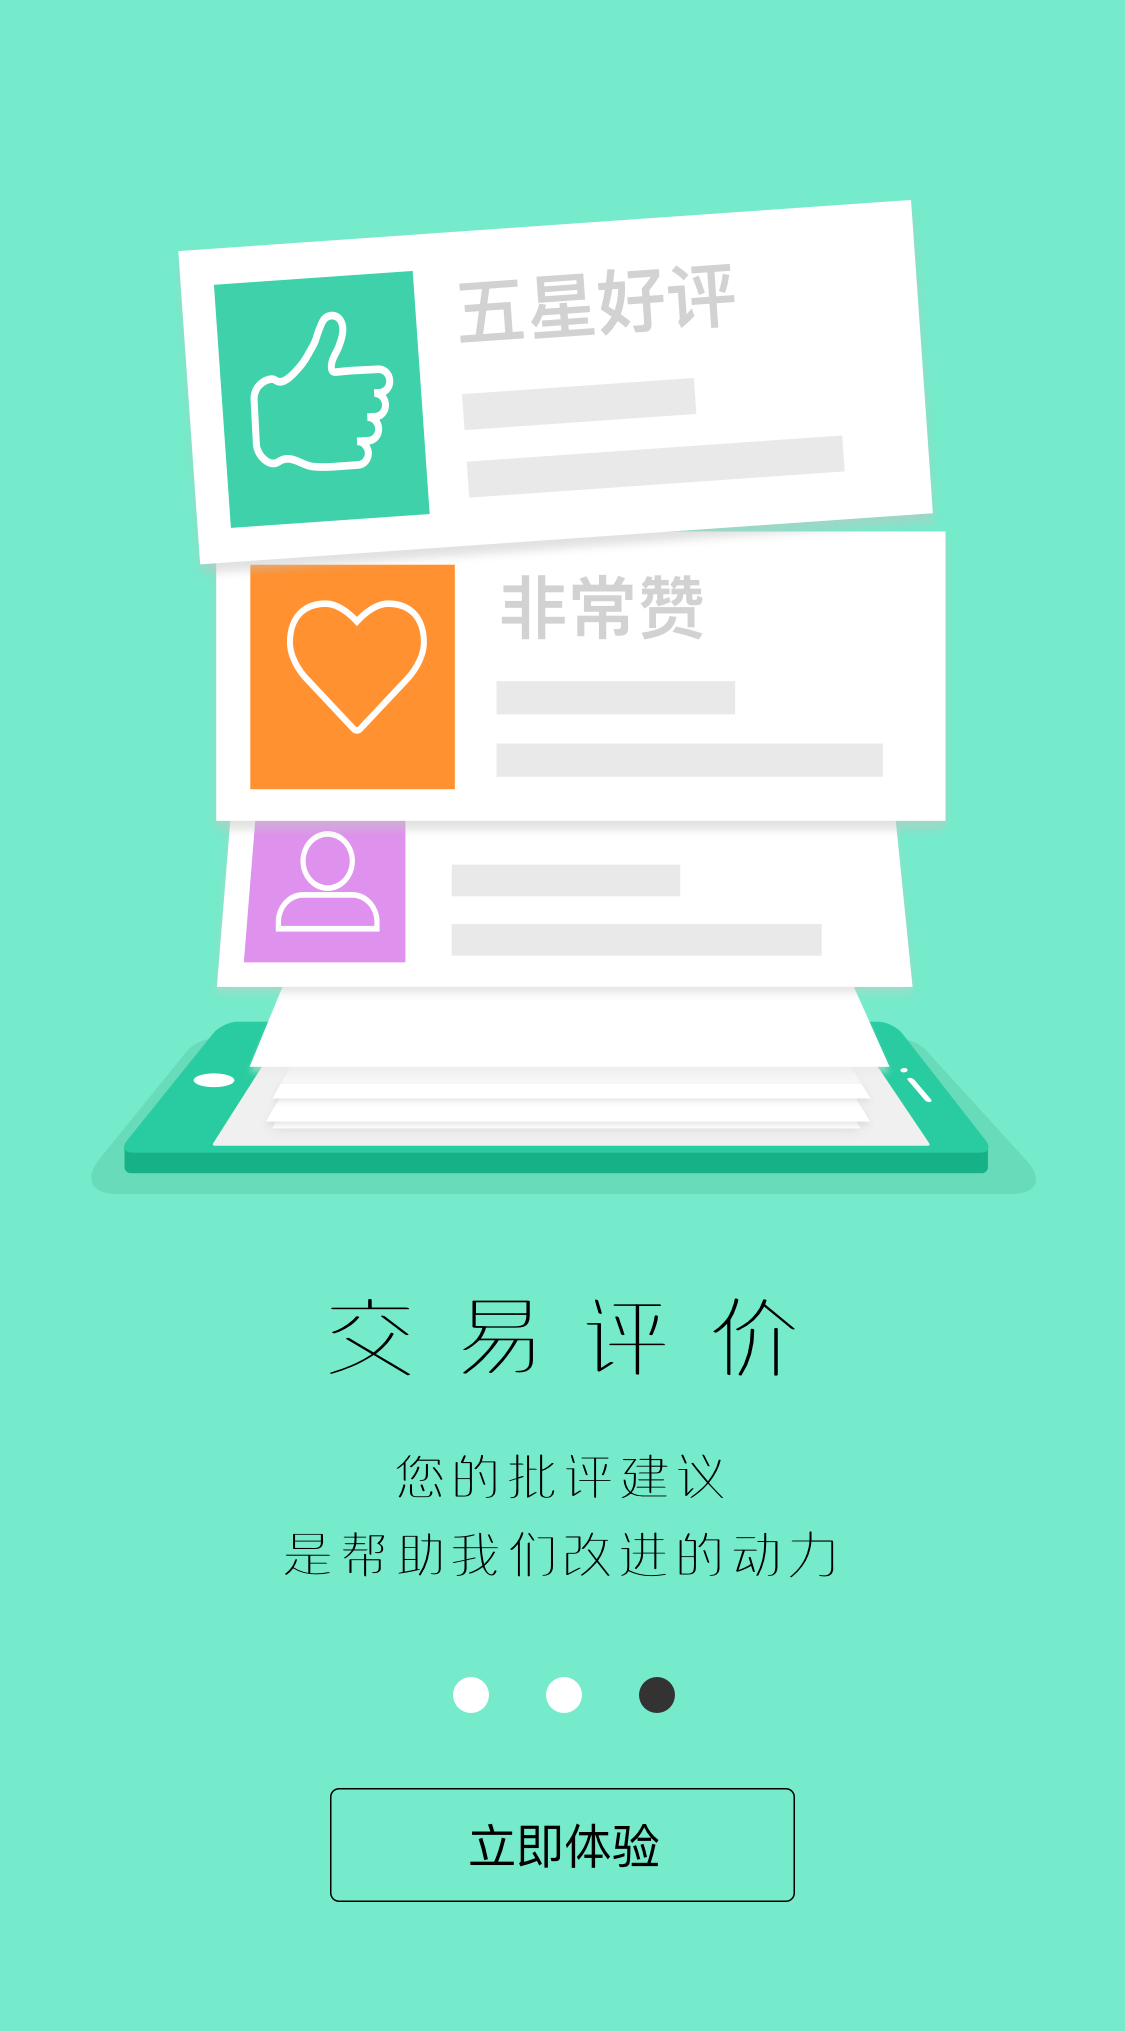 五星好评
非常赞
交易评价
您的批评建议
是帮助我们改进的动力
立即体验